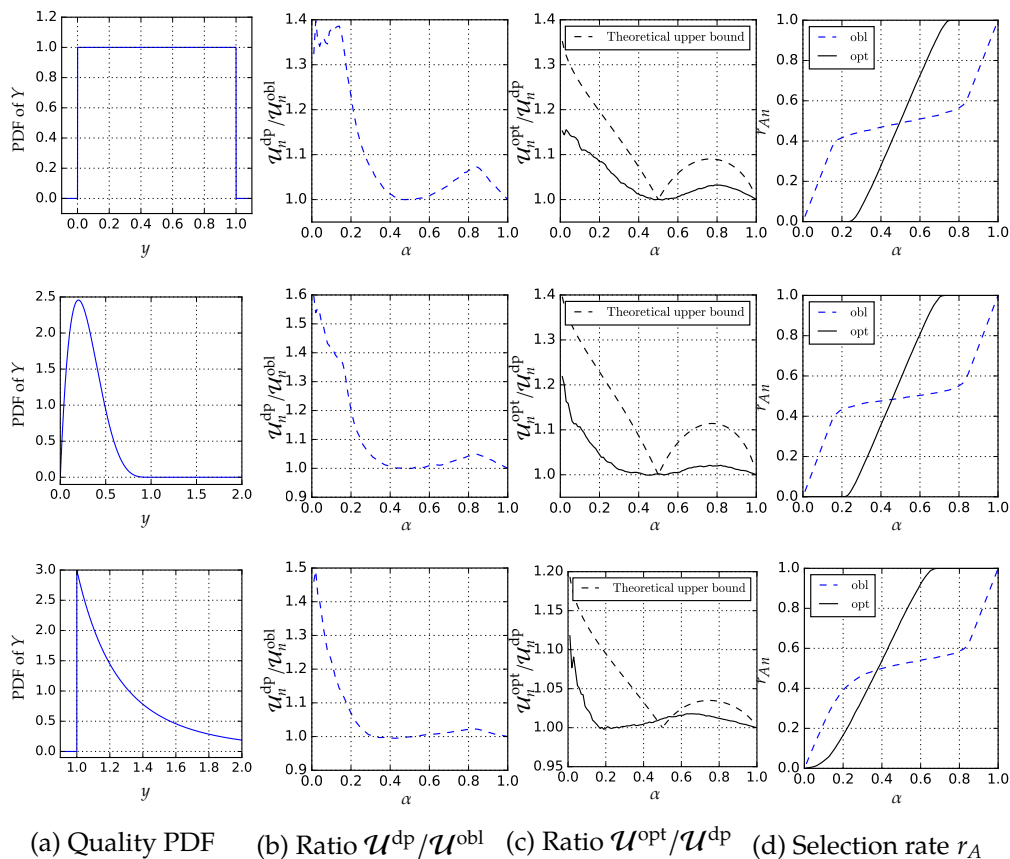 1.2
1.0
0.8
0.6
0.4
0.2
0.0
PDF of Y
0.0 0.2 0.4 0.6 0.8 1.0
y
1.4
1.3
1.2
1.1
1.0
𝒰ₙ^dp/𝒰ₙ^obl
0.0 0.2 0.4 0.6 0.8 1.0
α
Theoretical upper bound
1.4
1.3
1.2
1.1
1.0
𝒰ₙ^opt/𝒰ₙ^dp
0.0 0.2 0.4 0.6 0.8 1.0
α
obl
opt
1.0
0.8
0.6
0.4
0.2
0.0
r_An
0.0 0.2 0.4 0.6 0.8 1.0
α
2.5
2.0
1.5
1.0
0.5
0.0
PDF of Y
0.0 0.5 1.0 1.5 2.0
y
1.6
1.5
1.4
1.3
1.2
1.1
1.0
0.9
𝒰ₙ^dp/𝒰ₙ^obl
0.0 0.2 0.4 0.6 0.8 1.0
α
Theoretical upper bound
1.4
1.3
1.2
1.1
1.0
𝒰ₙ^opt/𝒰ₙ^dp
0.0 0.2 0.4 0.6 0.8 1.0
α
obl
opt
1.0
0.8
0.6
0.4
0.2
0.0
r_An
0.0 0.2 0.4 0.6 0.8 1.0
α
3.0
2.5
2.0
1.5
1.0
0.5
0.0
PDF of Y
1.0 1.2 1.4 1.6 1.8 2.0
y
1.5
1.4
1.3
1.2
1.1
1.0
0.9
𝒰ₙ^dp/𝒰ₙ^obl
0.0 0.2 0.4 0.6 0.8 1.0
α
Theoretical upper bound
1.20
1.15
1.10
1.05
1.00
0.95
𝒰ₙ^opt/𝒰ₙ^dp
0.0 0.2 0.4 0.6 0.8 1.0
α
obl
opt
1.0
0.8
0.6
0.4
0.2
0.0
r_An
0.0 0.2 0.4 0.6 0.8 1.0
α
(a) Quality PDF
(b) Ratio 𝒰^dp/𝒰^obl
(c) Ratio 𝒰^opt/𝒰^dp
(d) Selection rate r_A